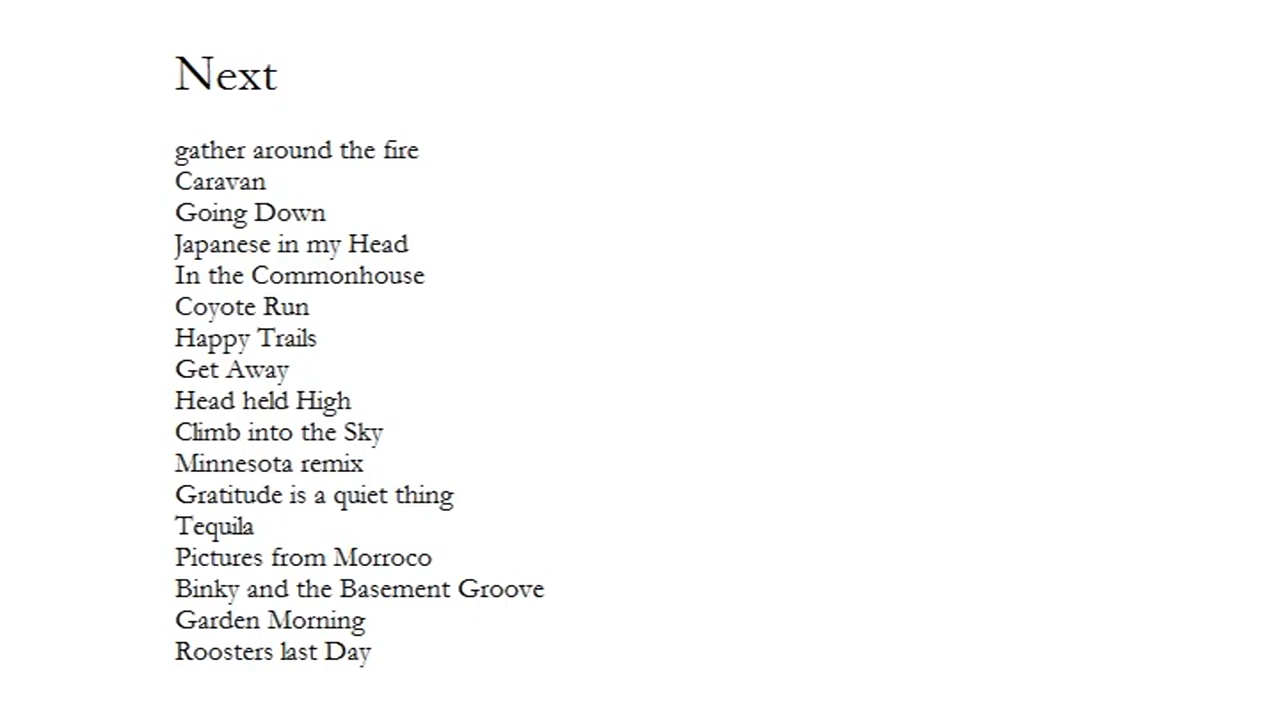 Next
gather around the fire
Caravan
Going Down
Japanese in my Head
In the Commonhouse
Coyote Run
Happy Trails
Get Away
Head held High
Climb into the Sky
Minnesota remix
Gratitude is a quiet thing
Tequila
Pictures from Morroco
Binky and the Basement Groove
Garden Morning
Roosters last Day